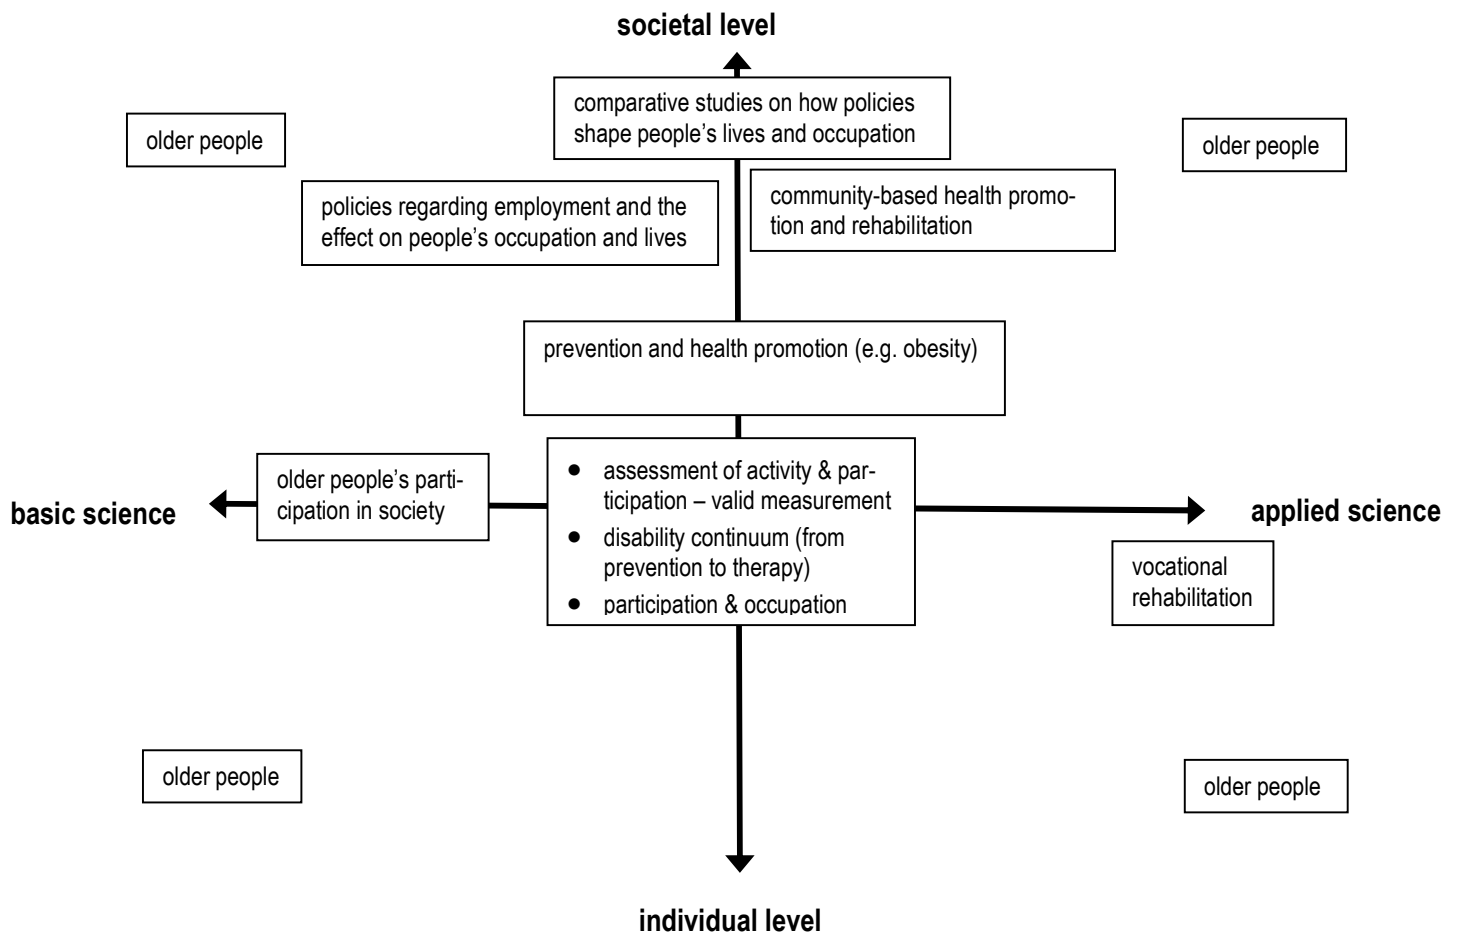 societal level
comparative studies on how policies
shape people's lives and occupation
older people
older people
policies regarding employment and the
effect on people's occupation and lives
community-based health promo-
tion and rehabilitation
prevention and health promotion (e.g. obesity)
basic science
older people's parti-
cipation in society
● assessment of activity & par-
ticipation – valid measurement
● disability continuum (from
prevention to therapy)
● participation & occupation
applied science
vocational
rehabilitation
older people
older people
individual level